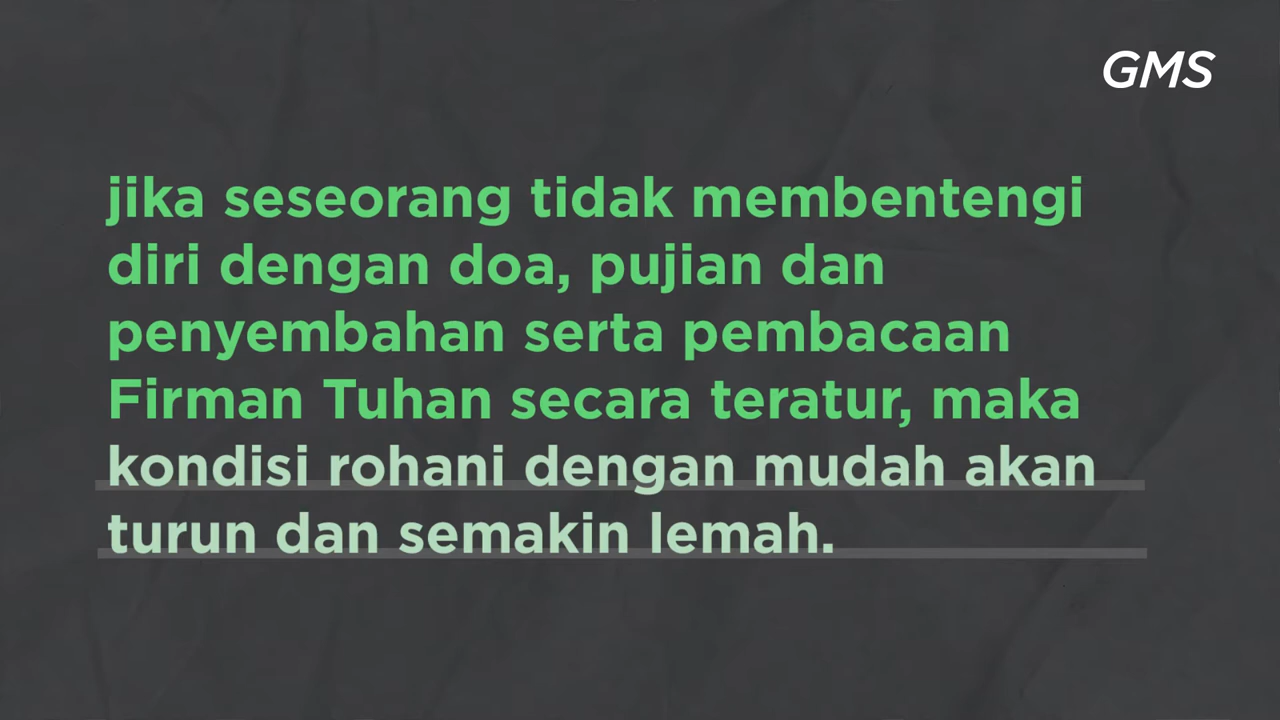 GMS
jika seseorang tidak membentengi
diri dengan doa, pujian dan
penyembahan serta pembacaan
Firman Tuhan secara teratur, maka
kondisi rohani dengan mudah akan
turun dan semakin lemah.